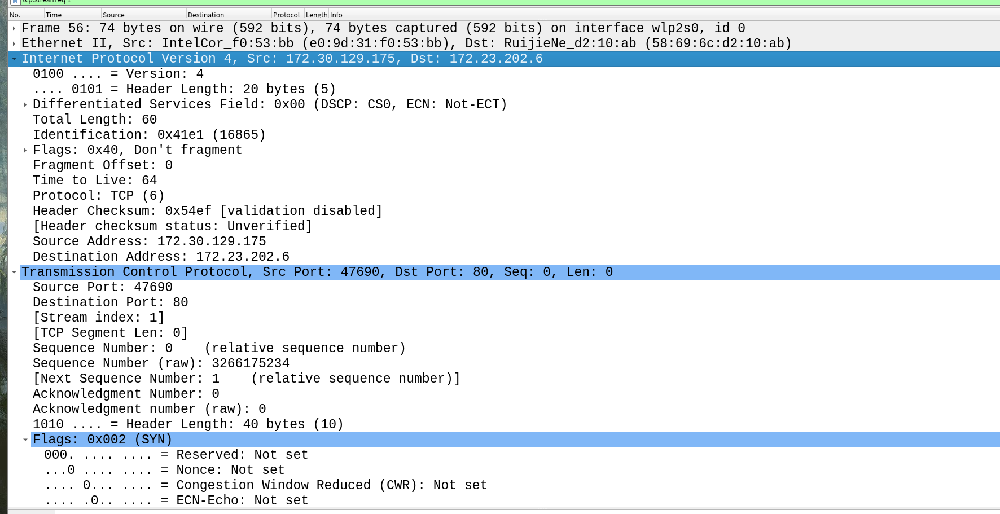 tcp.stream eq 1
No. Time Source Destination Protocol Length Info
Frame 56: 74 bytes on wire (592 bits), 74 bytes captured (592 bits) on interface wlp2s0, id 0
Ethernet II, Src: IntelCor_f0:53:bb (e0:9d:31:f0:53:bb), Dst: RuijieNe_d2:10:ab (58:69:6c:d2:10:ab)
Internet Protocol Version 4, Src: 172.30.129.175, Dst: 172.23.202.6
0100 .... = Version: 4
.... 0101 = Header Length: 20 bytes (5)
Differentiated Services Field: 0x00 (DSCP: CS0, ECN: Not-ECT)
Total Length: 60
Identification: 0x41e1 (16865)
Flags: 0x40, Don't fragment
Fragment Offset: 0
Time to Live: 64
Protocol: TCP (6)
Header Checksum: 0x54ef [validation disabled]
[Header checksum status: Unverified]
Source Address: 172.30.129.175
Destination Address: 172.23.202.6
Transmission Control Protocol, Src Port: 47690, Dst Port: 80, Seq: 0, Len: 0
Source Port: 47690
Destination Port: 80
[Stream index: 1]
[TCP Segment Len: 0]
Sequence Number: 0    (relative sequence number)
Sequence Number (raw): 3266175234
[Next Sequence Number: 1    (relative sequence number)]
Acknowledgment Number: 0
Acknowledgment number (raw): 0
1010 .... = Header Length: 40 bytes (10)
Flags: 0x002 (SYN)
000. .... .... = Reserved: Not set
...0 .... .... = Nonce: Not set
.... 0... .... = Congestion Window Reduced (CWR): Not set
.... .0.. .... = ECN-Echo: Not set